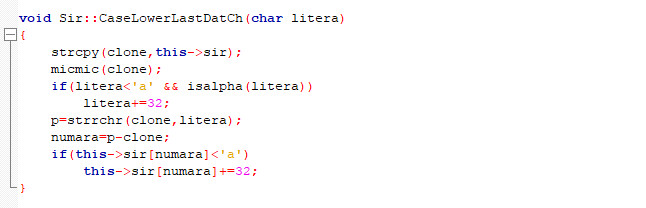 void Sir::CaseLowerLastDatCh(char litera)
{
strcpy(clone,this->sir);
micmic(clone);
if(litera<'a' && isalpha(litera))
litera+=32;
p=strrchr(clone,litera);
numara=p-clone;
if(this->sir[numara]<'a')
this->sir[numara]+=32;
}